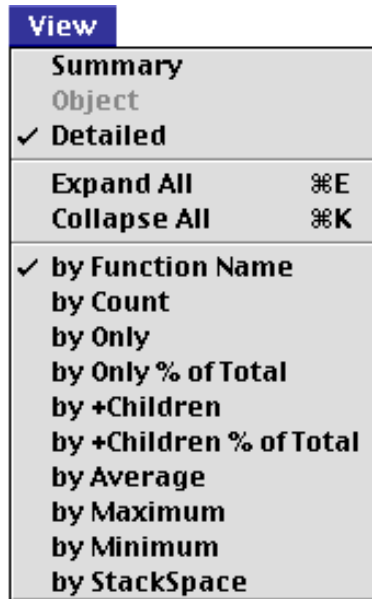 View
Summary
Object
✓ Detailed
Expand All ⌘E
Collapse All ⌘K
✓ by Function Name
by Count
by Only
by Only % of Total
by +Children
by +Children % of Total
by Average
by Maximum
by Minimum
by StackSpace